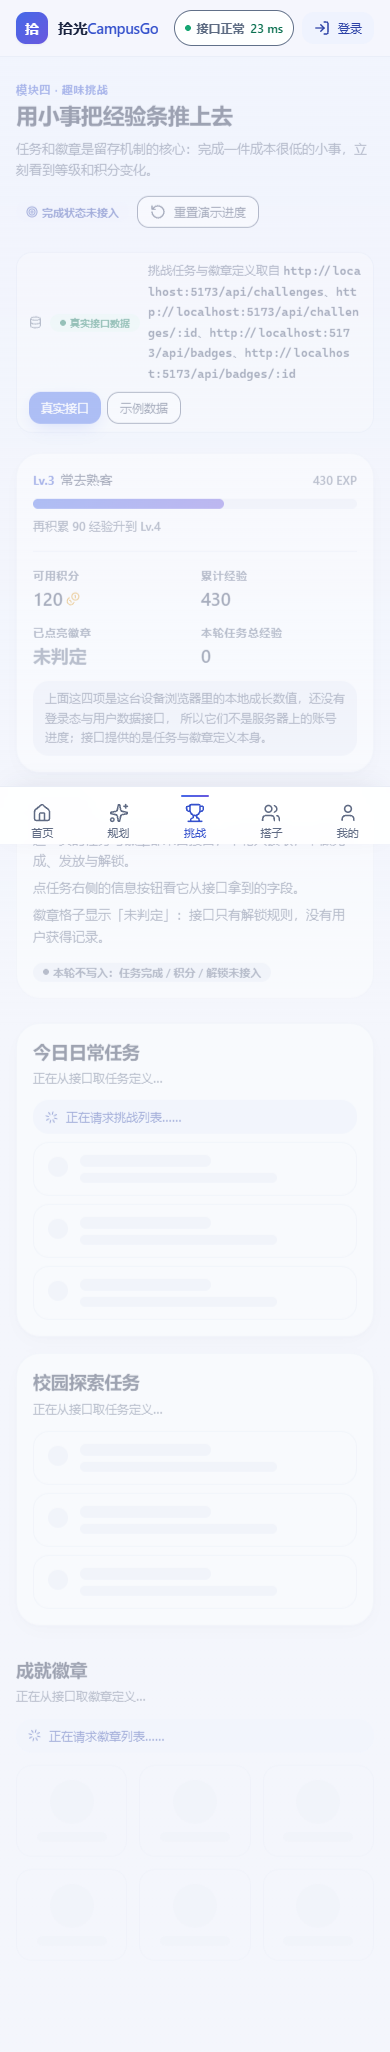 拾 拾光CampusGo 接口正常 23 ms 登录
模块四 · 趣味挑战
用小事把经验条推上去
任务和徽章是留存机制的核心：完成一件成本很低的小事，立
刻看到等级和积分变化。
完成状态未接入 重置演示进度
真实接口数据
挑战任务与徽章定义取自 http://loca
lhost:5173/api/challenges、htt
p://localhost:5173/api/challen
ges/:id、http://localhost:517
3/api/badges、http://localhos
t:5173/api/badges/:id
真实接口 示例数据
Lv.3 常去熟客 430 EXP
再积累 90 经验升到 Lv.4
可用积分 累计经验
120 430
已点亮徽章 本轮任务总经验
未判定 0
上面这四项是这台设备浏览器里的本地成长数值，还没有
登录态与用户数据接口， 所以它们不是服务器上的账号
进度；接口提供的是任务与徽章定义本身。
首页 规划 挑战 搭子 我的
成、发放与解锁。
点任务右侧的信息按钮看它从接口拿到的字段。
徽章格子显示「未判定」：接口只有解锁规则，没有用
户获得记录。
本轮不写入：任务完成 / 积分 / 解锁未接入
今日日常任务
正在从接口取任务定义…
正在请求挑战列表……
校园探索任务
正在从接口取任务定义…
成就徽章
正在从接口取徽章定义…
正在请求徽章列表……